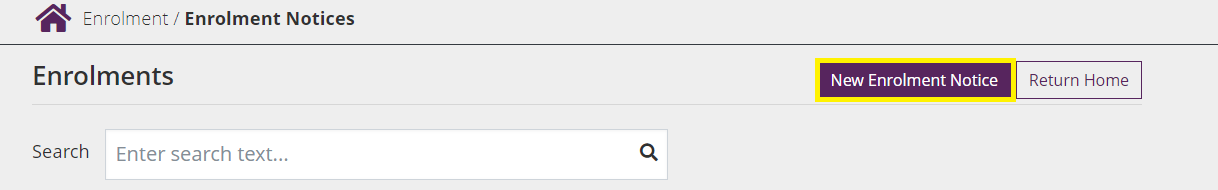 Enrolment / Enrolment Notices
Enrolments
New Enrolment Notice
Return Home
Search
Enter search text...